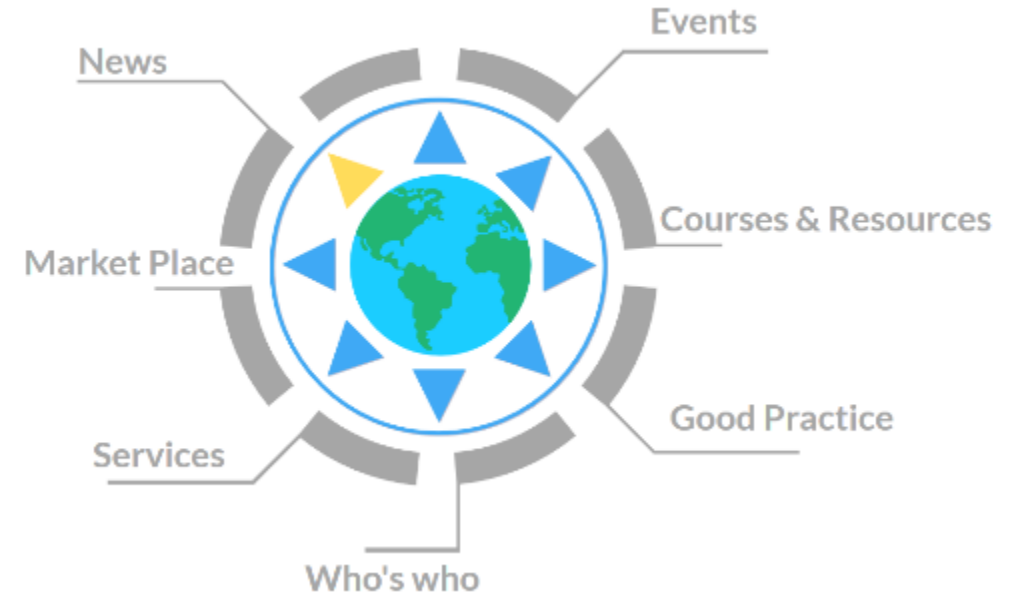 Events
News
Courses & Resources
Market Place
Good Practice
Services
Who's who